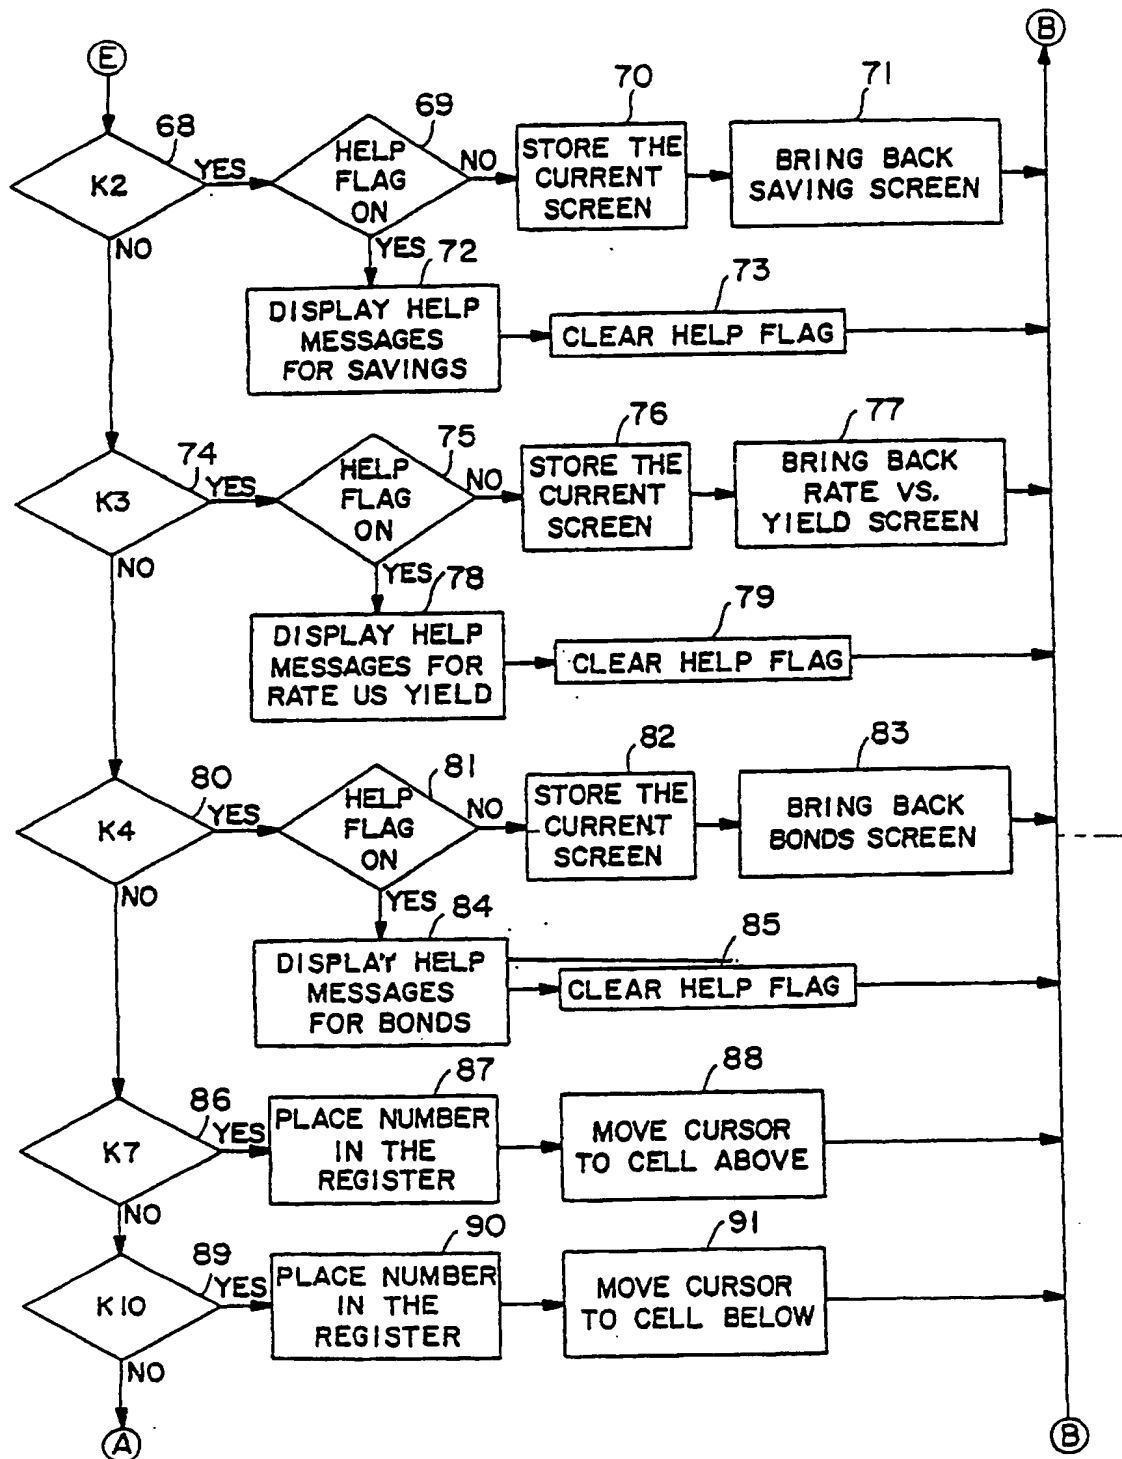 E
B
68
K2
YES
NO
69
HELP
FLAG
ON
NO
YES
70
STORE THE
CURRENT
SCREEN
71
BRING BACK
SAVING SCREEN
72
DISPLAY HELP
MESSAGES
FOR SAVINGS
73
CLEAR HELP FLAG
74
K3
YES
NO
75
HELP
FLAG
ON
NO
YES
76
STORE THE
CURRENT
SCREEN
77
BRING BACK
RATE VS.
YIELD SCREEN
78
DISPLAY HELP
MESSAGES FOR
RATE US YIELD
79
CLEAR HELP FLAG
80
K4
YES
NO
81
HELP
FLAG
ON
NO
YES
82
STORE THE
CURRENT
SCREEN
83
BRING BACK
BONDS SCREEN
84
DISPLAY HELP
MESSAGES
FOR BONDS
85
CLEAR HELP FLAG
86
K7
YES
NO
87
PLACE NUMBER
IN THE
REGISTER
88
MOVE CURSOR
TO CELL ABOVE
89
K10
YES
NO
90
PLACE NUMBER
IN THE
REGISTER
91
MOVE CURSOR
TO CELL BELOW
A
B